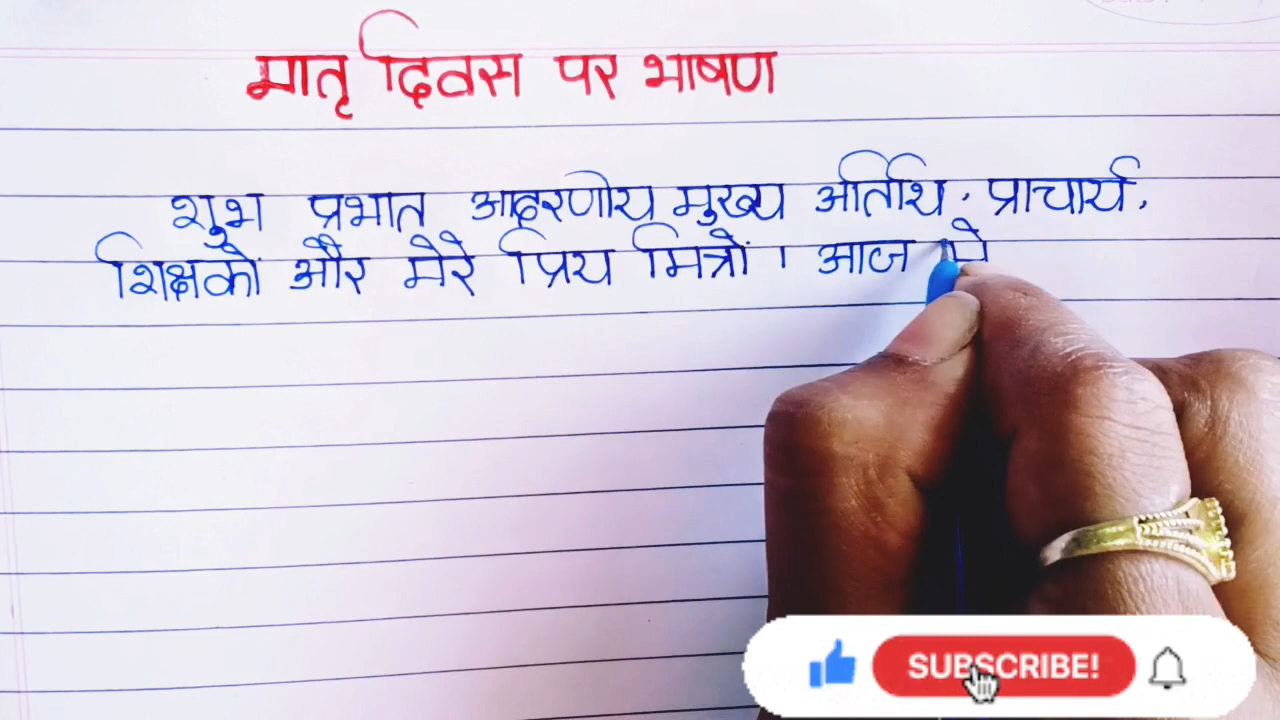 मातृ दिवस पर भाषण
शुभ प्रभात आदरणीय मुख्य अतिथि, प्राचार्य,
शिक्षकों और मेरे प्रिय मित्रों । आज मे
SUBSCRIBE!